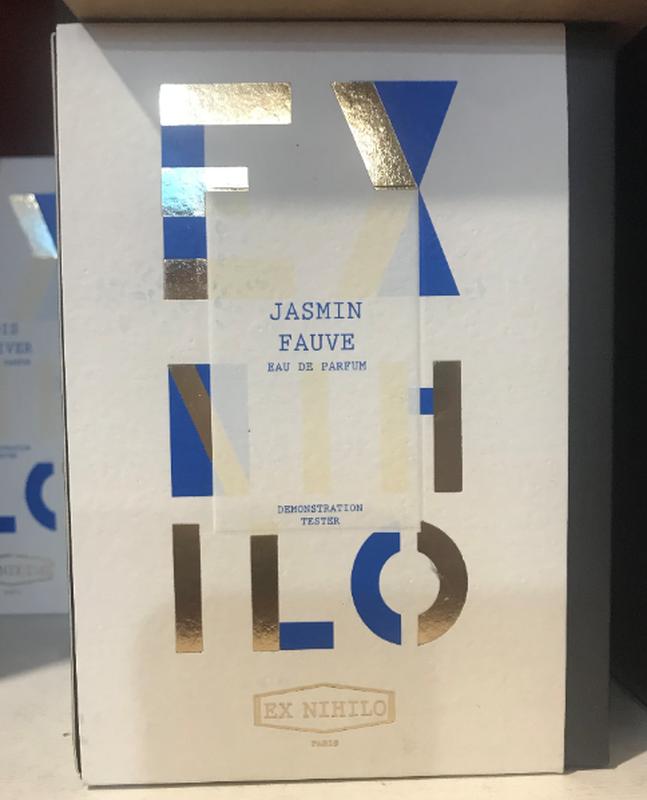 EX
JASMIN
FAUVE
EAU DE PARFUM
NIH
DEMONSTRATION
TESTER
ILO
EX NIHILO
PARIS